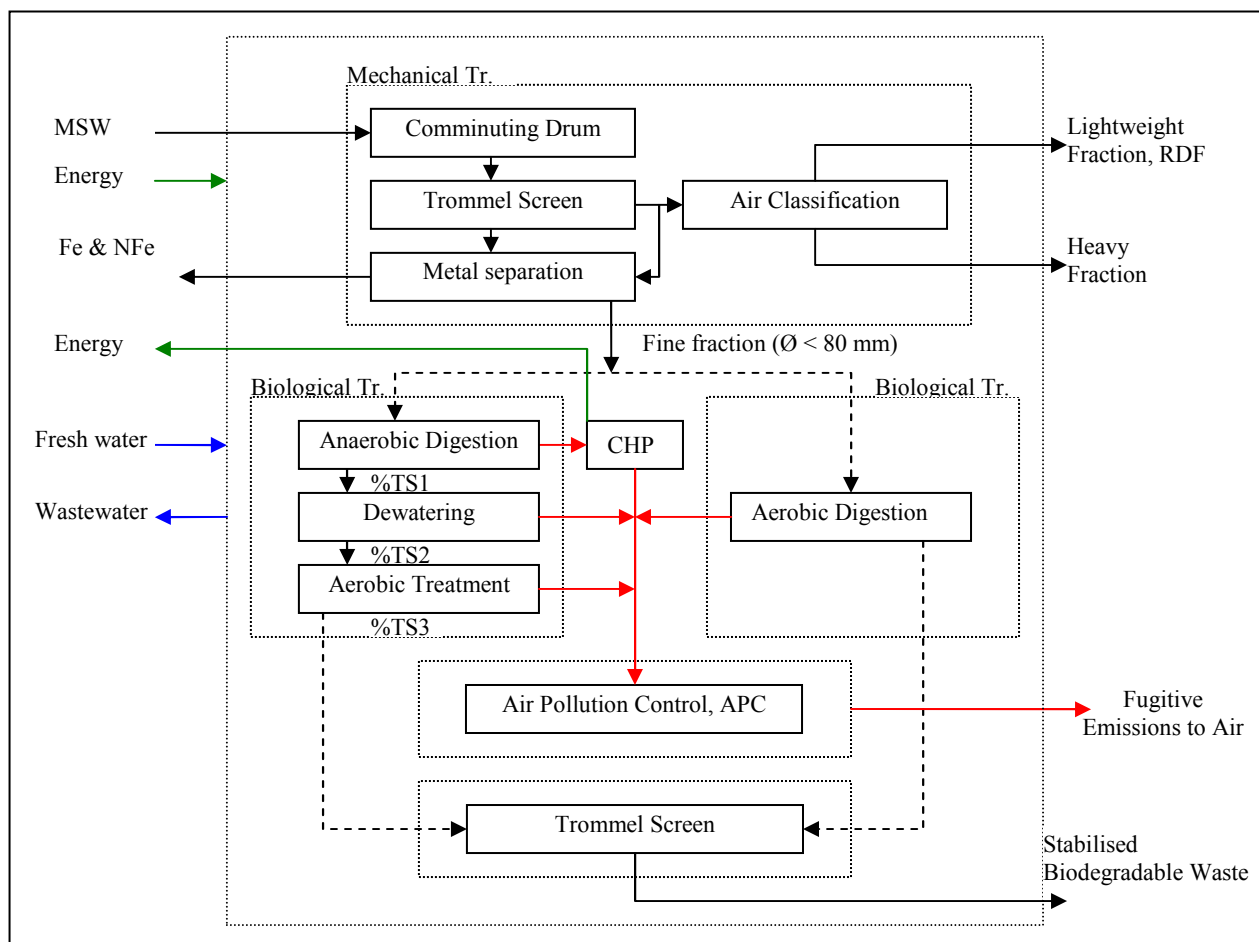 Mechanical Tr.
MSW
Comminuting Drum
Lightweight
Fraction, RDF
Energy
Trommel Screen
Air Classification
Fe & NFe
Metal separation
Heavy
Fraction
Energy
Fine fraction (Ø < 80 mm)
Biological Tr.
Biological Tr.
Fresh water
Anaerobic Digestion
CHP
%TS1
Wastewater
Dewatering
Aerobic Digestion
%TS2
Aerobic Treatment
%TS3
Air Pollution Control, APC
Fugitive
Emissions to Air
Trommel Screen
Stabilised
Biodegradable Waste